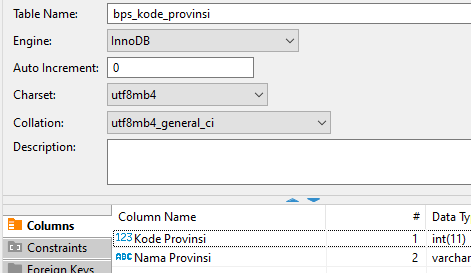 Table Name: bps_kode_provinsi
Engine: InnoDB
Auto Increment: 0
Charset: utf8mb4
Collation: utf8mb4_general_ci
Description:
Columns
Constraints
Foreign Keys
Column Name # Data Ty
123 Kode Provinsi 1 int(11)
ABC Nama Provinsi 2 varchar